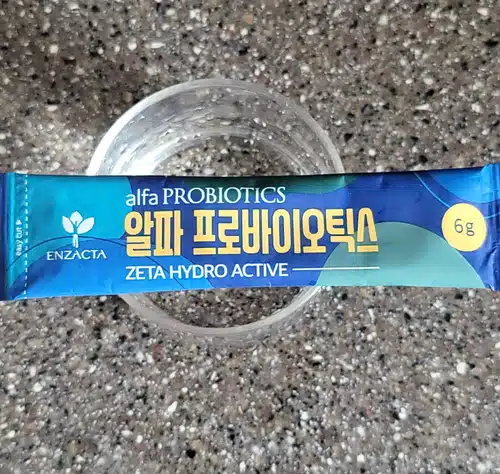 easy cut
ENZACTA
alfa PROBIOTICS
알파 프로바이오틱스
ZETA HYDRO ACTIVE
6g